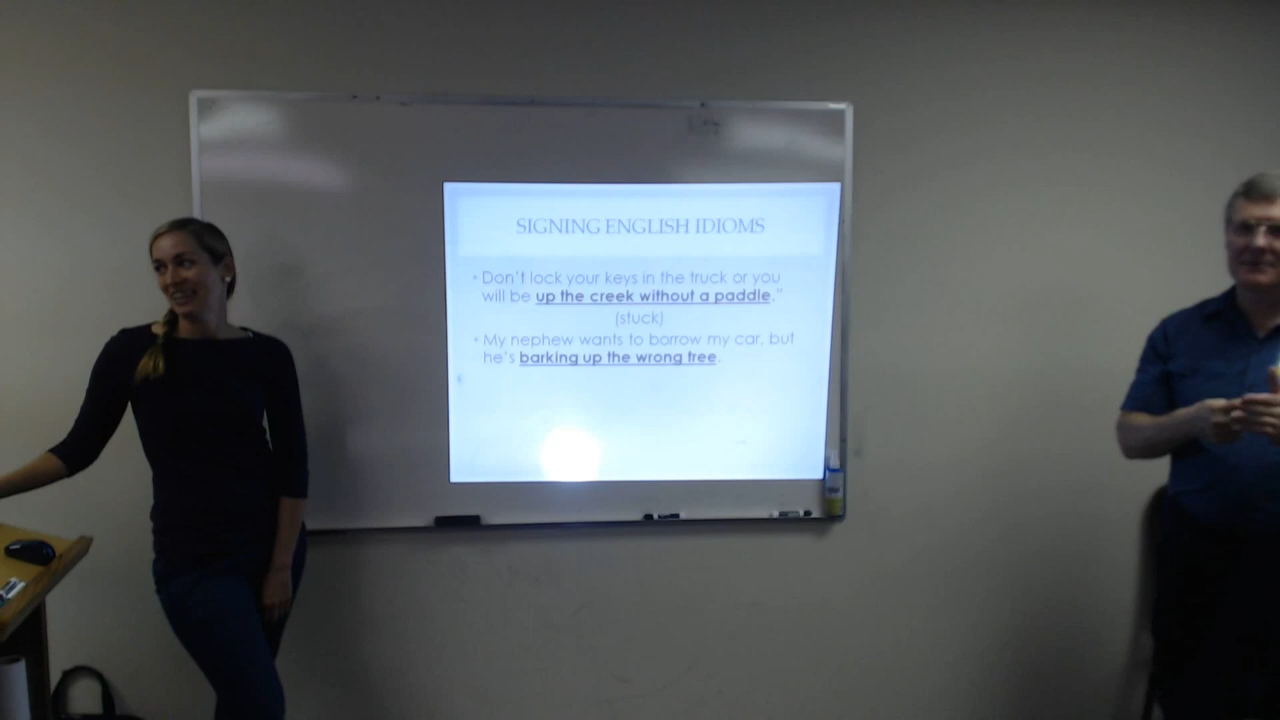 SIGNING ENGLISH IDIOMS
• Don't lock your keys in the truck or you
will be up the creek without a paddle."
(stuck)
• My nephew wants to borrow my car, but
he's barking up the wrong tree.